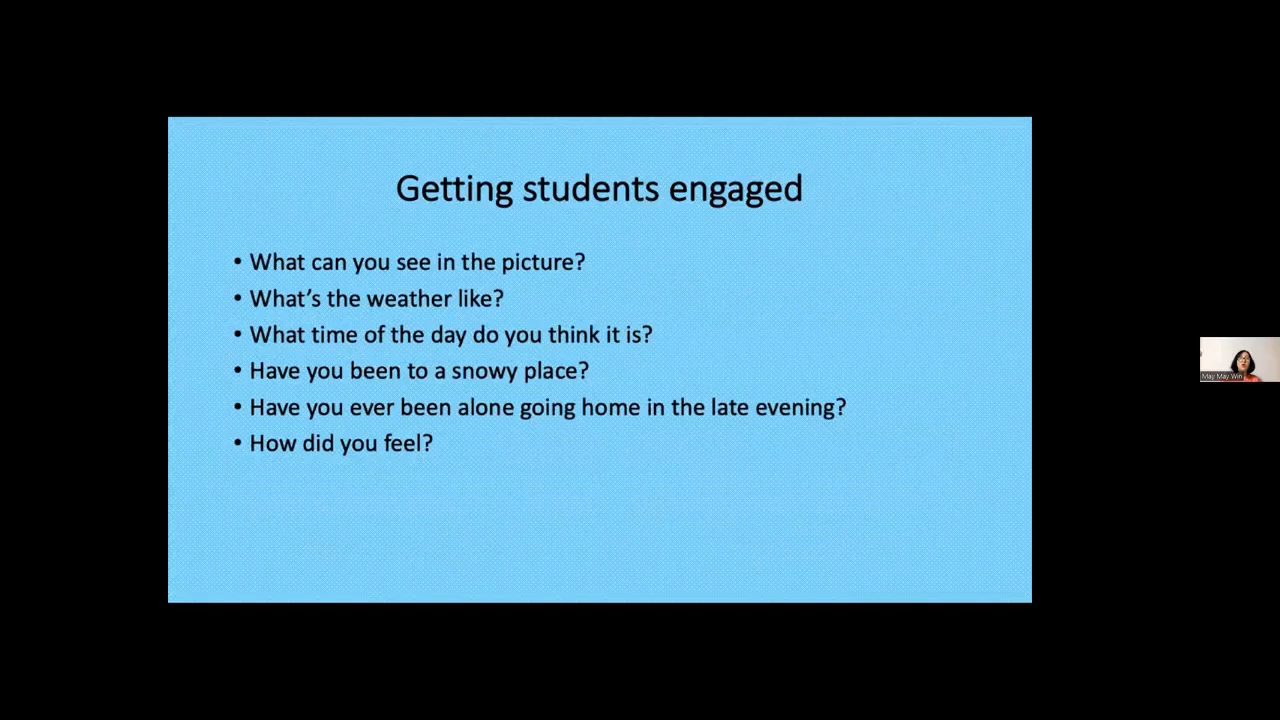 Getting students engaged
• What can you see in the picture?
• What's the weather like?
• What time of the day do you think it is?
• Have you been to a snowy place?
• Have you ever been alone going home in the late evening?
• How did you feel?
May May Win